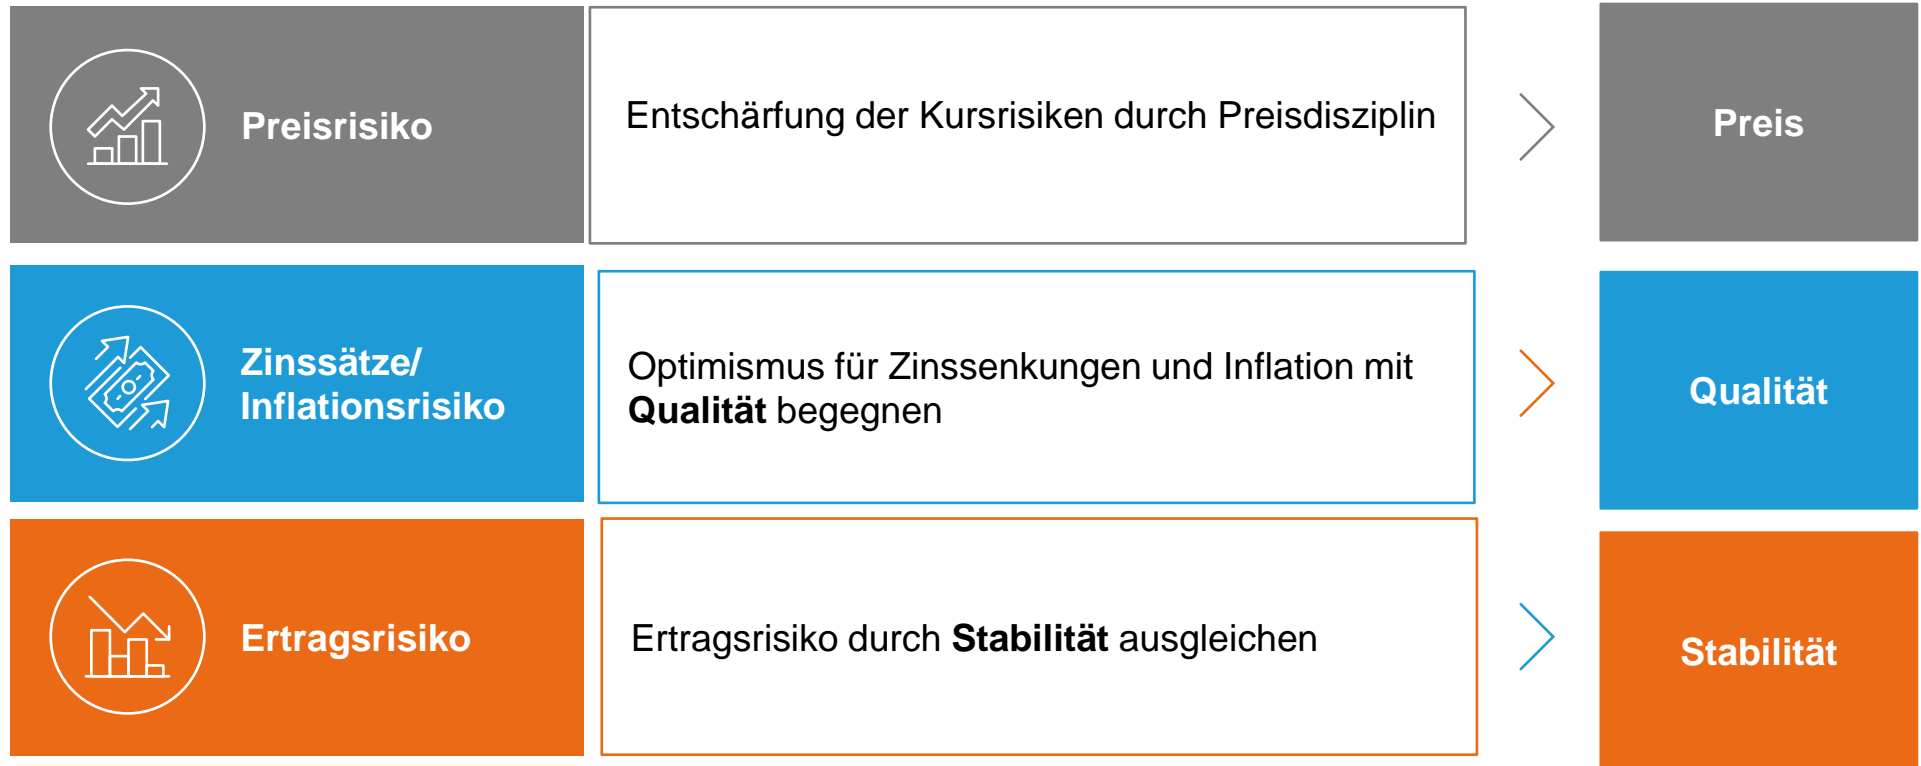 Preisrisiko
Entschärfung der Kursrisiken durch Preisdisziplin
Preis
Zinssätze/
Inflationsrisiko
Optimismus für Zinssenkungen und Inflation mit
Qualität begegnen
Qualität
Ertragsrisiko
Ertragsrisiko durch Stabilität ausgleichen
Stabilität